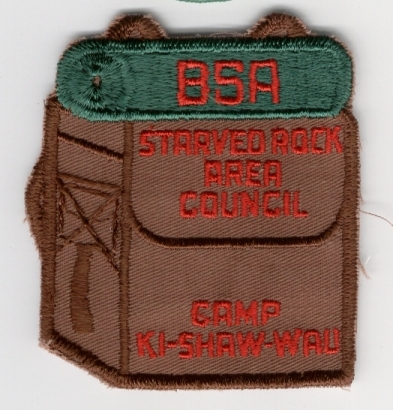 BSA
STARVED ROCK
AREA
COUNCIL
CAMP
KI-SHAW-WAU